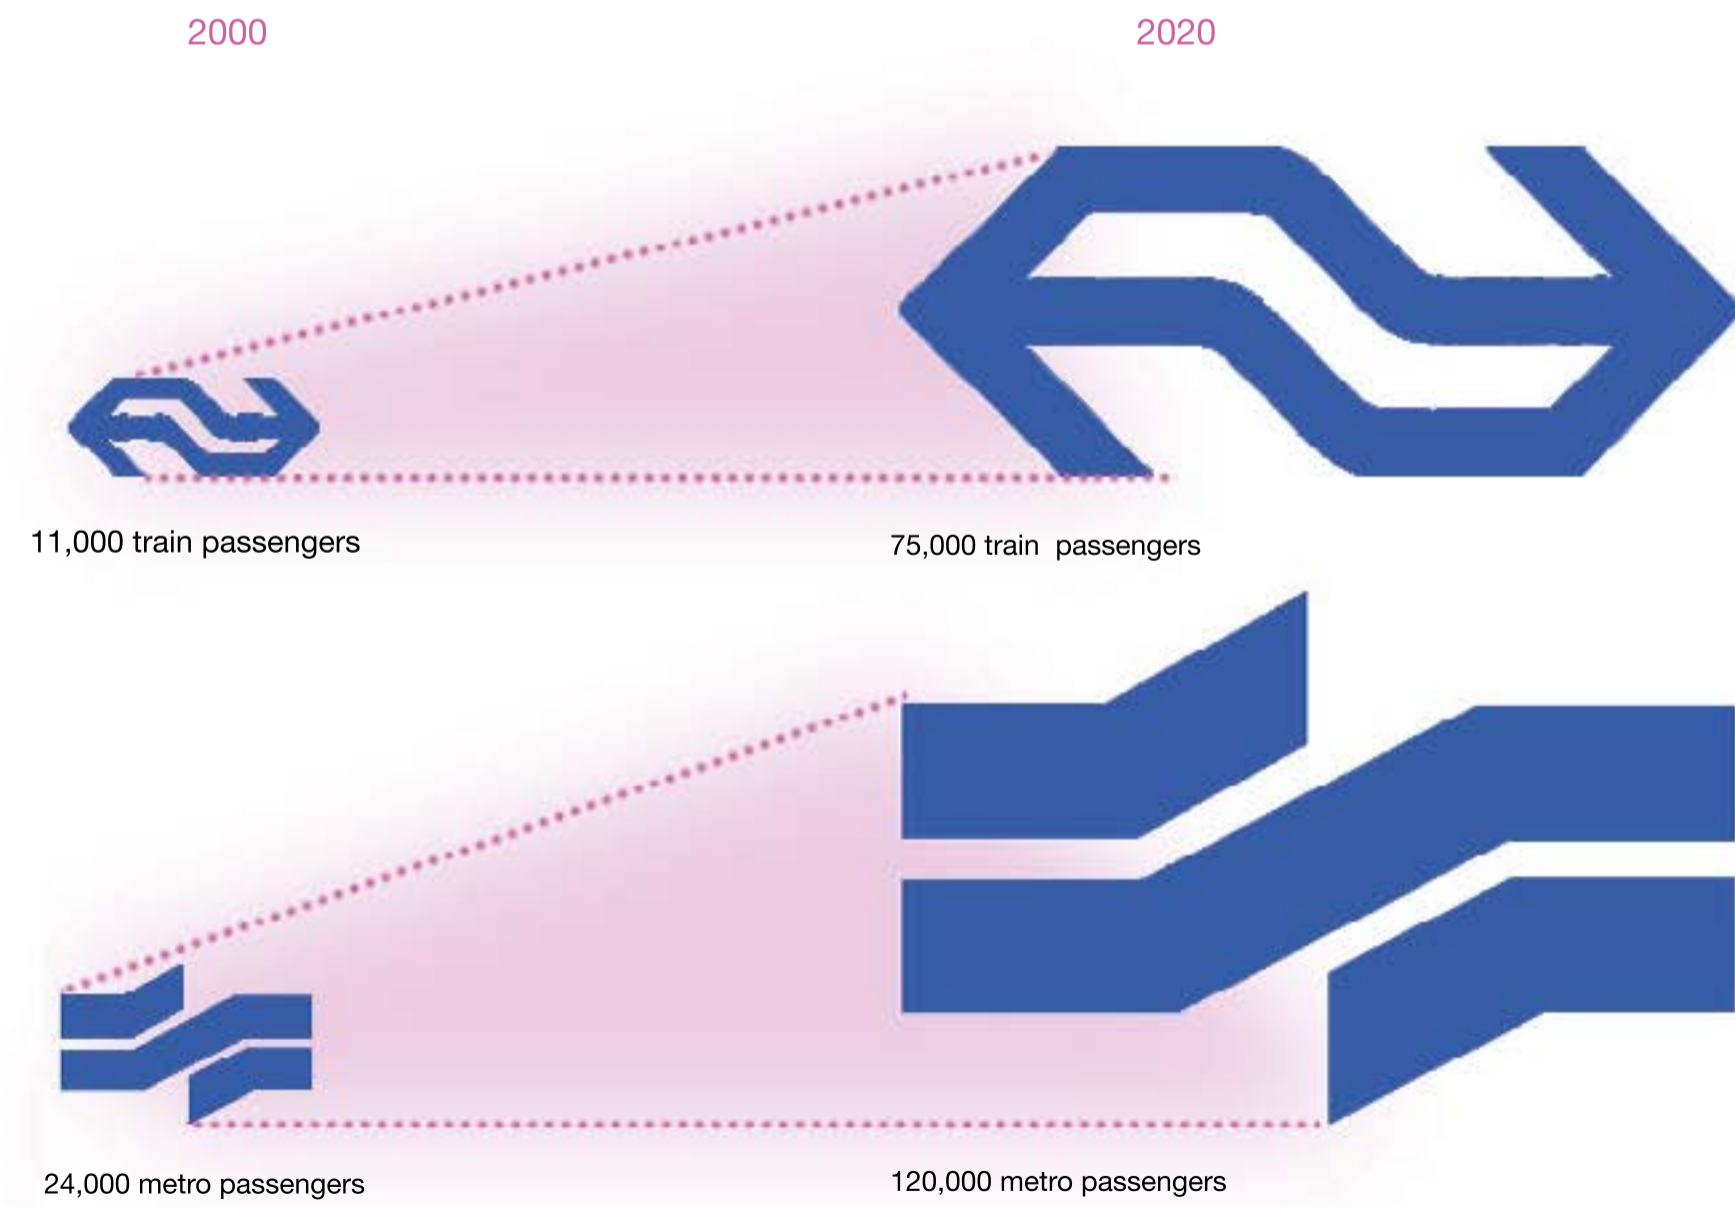 2000
2020
11,000 train passengers
75,000 train passengers
24,000 metro passengers
120,000 metro passengers